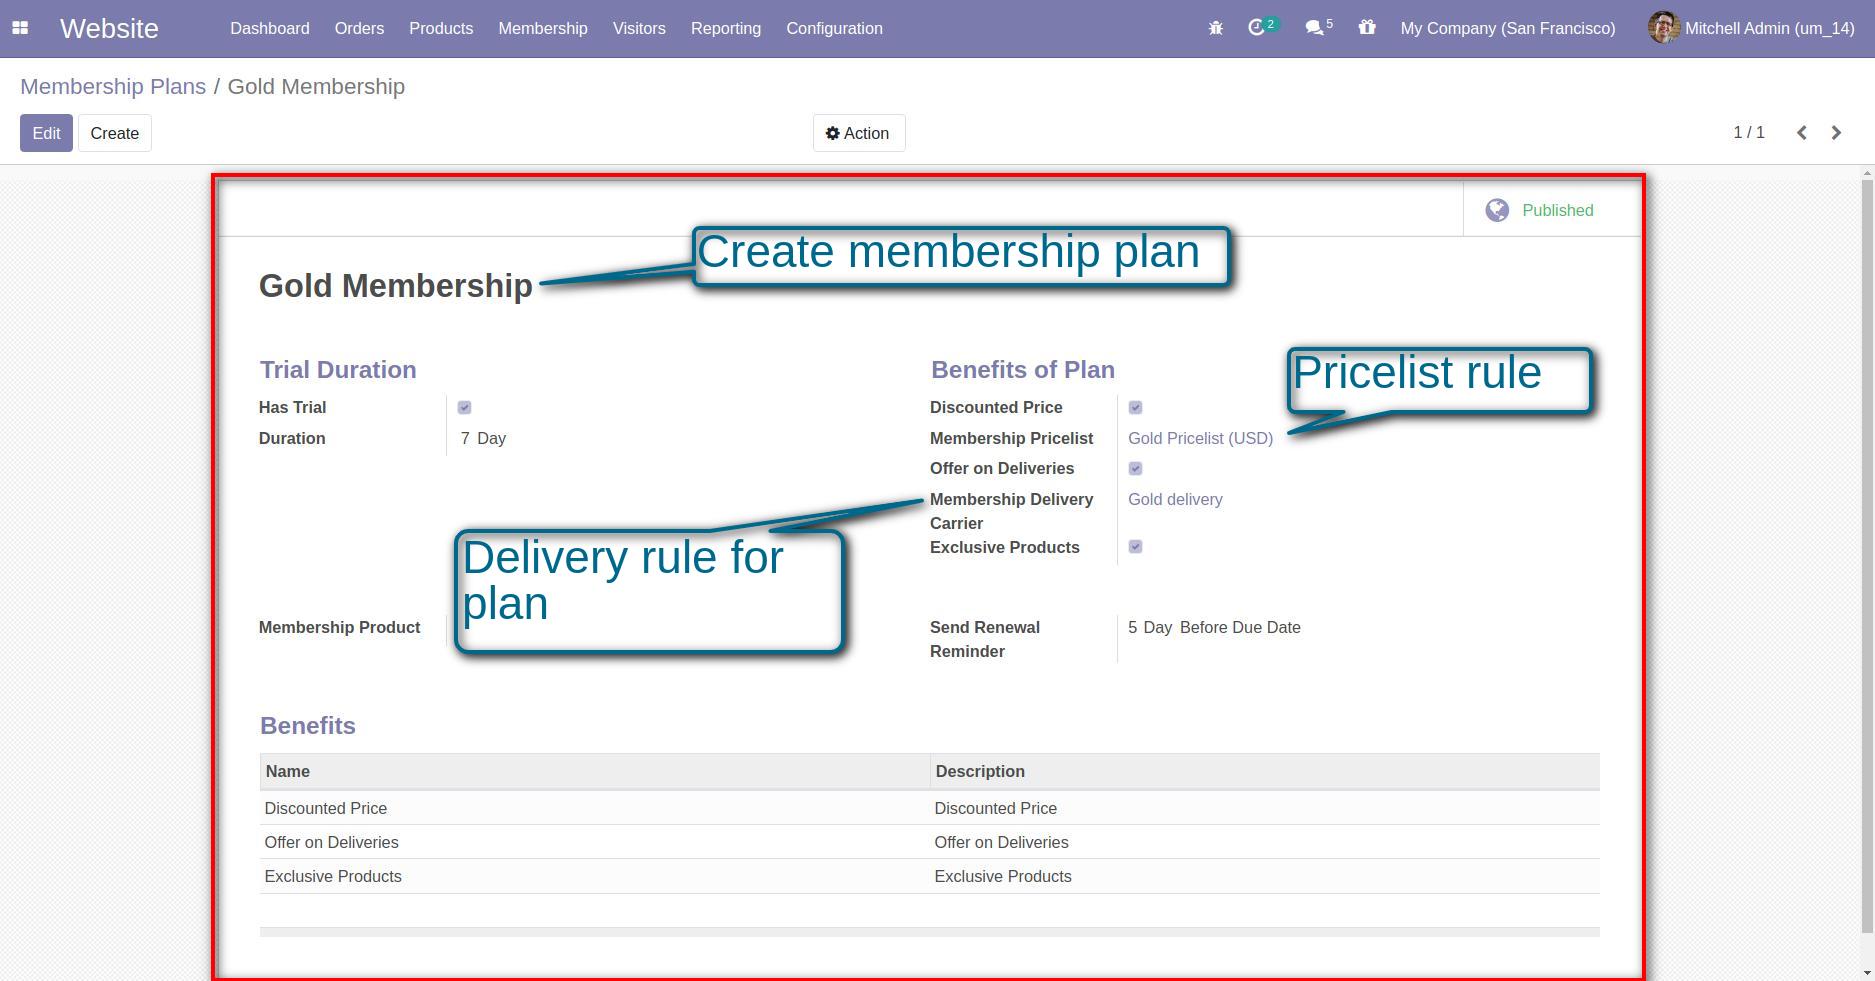 Website Dashboard Orders Products Membership Visitors Reporting Configuration 2 5 My Company (San Francisco) Mitchell Admin (um_14)
Membership Plans / Gold Membership
Edit Create Action 1 / 1
Published
Create membership plan
Gold Membership
Trial Duration
Has Trial
Duration 7 Day
Benefits of Plan
Pricelist rule
Discounted Price
Membership Pricelist Gold Pricelist (USD)
Offer on Deliveries
Membership Delivery Gold delivery
Carrier
Exclusive Products
Delivery rule for
plan
Membership Product
Send Renewal 5 Day Before Due Date
Reminder
Benefits
Name Description
Discounted Price Discounted Price
Offer on Deliveries Offer on Deliveries
Exclusive Products Exclusive Products